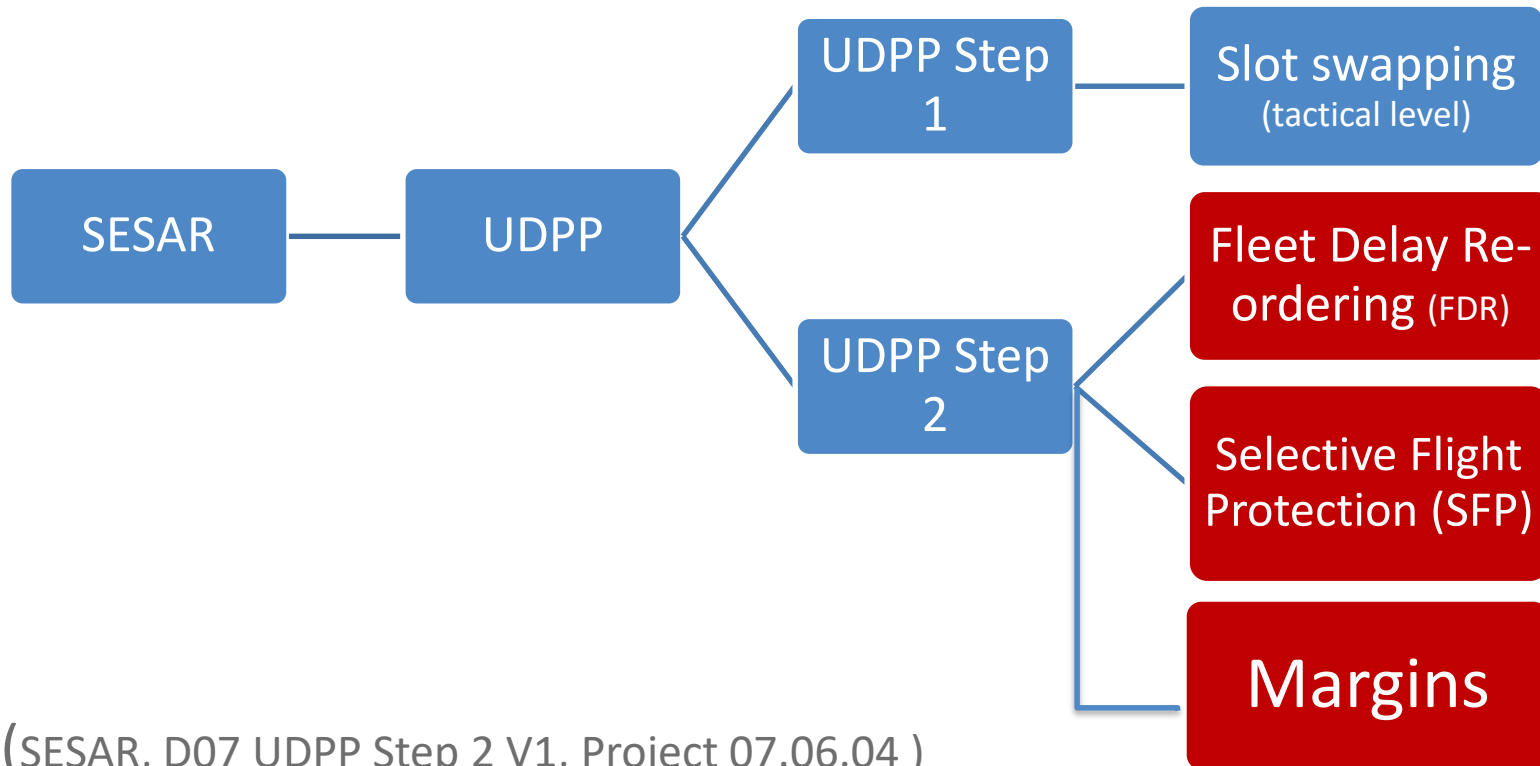 SESAR
UDPP
UDPP Step
1
Slot swapping
(tactical level)
UDPP Step
2
Fleet Delay Re-
ordering (FDR)
Selective Flight
Protection (SFP)
Margins
(SESAR, D07 UDPP Step 2 V1, Project 07.06.04 )